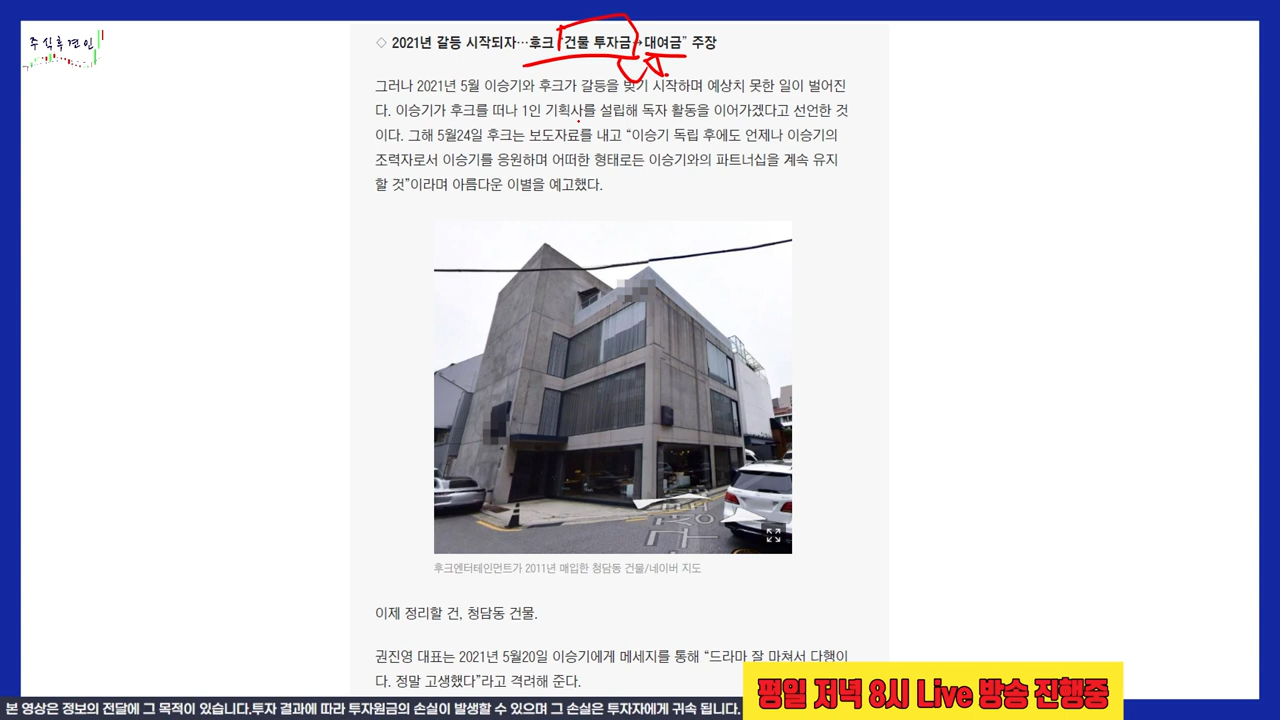 주식후견인
◇ 2021년 갈등 시작되자…후크 “건물 투자금→대여금” 주장
그러나 2021년 5월 이승기와 후크가 갈등을 빚기 시작하며 예상치 못한 일이 벌어진
다. 이승기가 후크를 떠나 1인 기획사를 설립해 독자 활동을 이어가겠다고 선언한 것
이다. 그해 5월24일 후크는 보도자료를 내고 “이승기 독립 후에도 언제나 이승기의
조력자로서 이승기를 응원하며 어떠한 형태로든 이승기와의 파트너십을 계속 유지
할 것”이라며 아름다운 이별을 예고했다.
후크엔터테인먼트가 2011년 매입한 청담동 건물/네이버 지도
이제 정리할 건, 청담동 건물.
권진영 대표는 2021년 5월20일 이승기에게 메세지를 통해 “드라마 잘 마쳐서 다행이
다. 정말 고생했다”라고 격려해 준다.
평일 저녁 8시 Live 방송 진행중
본 영상은 정보의 전달에 그 목적이 있습니다.투자 결과에 따라 투자원금의 손실이 발생할 수 있으며 그 손실은 투자자에게 귀속 됩니다.